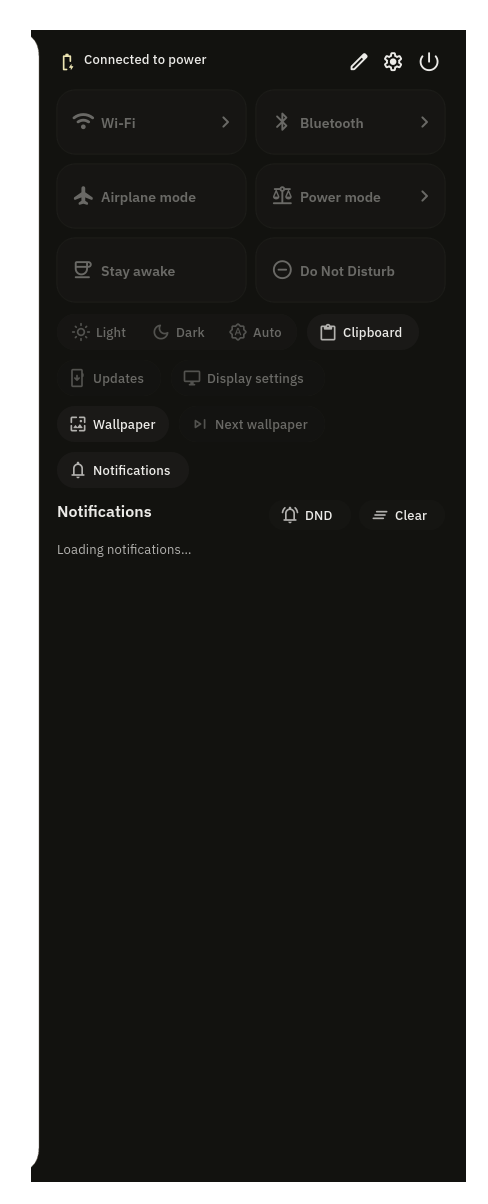 Connected to power
Wi-Fi
Bluetooth
Airplane mode
Power mode
Stay awake
Do Not Disturb
Light Dark Auto Clipboard
Updates Display settings
Wallpaper Next wallpaper
Notifications
Notifications DND Clear
Loading notifications...